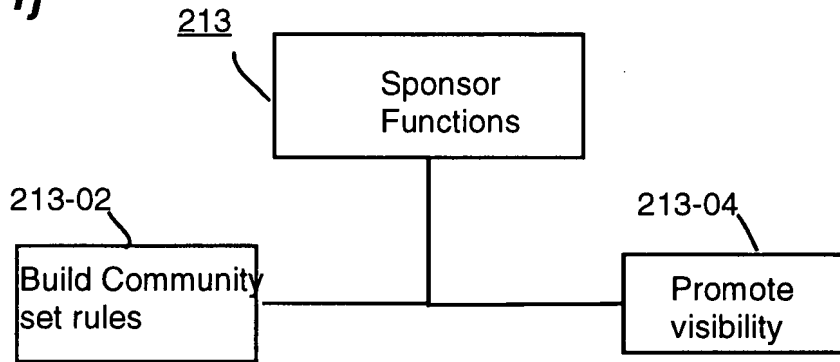 213
Sponsor
Functions
213-02
213-04
Build Community
set rules
Promote
visibility